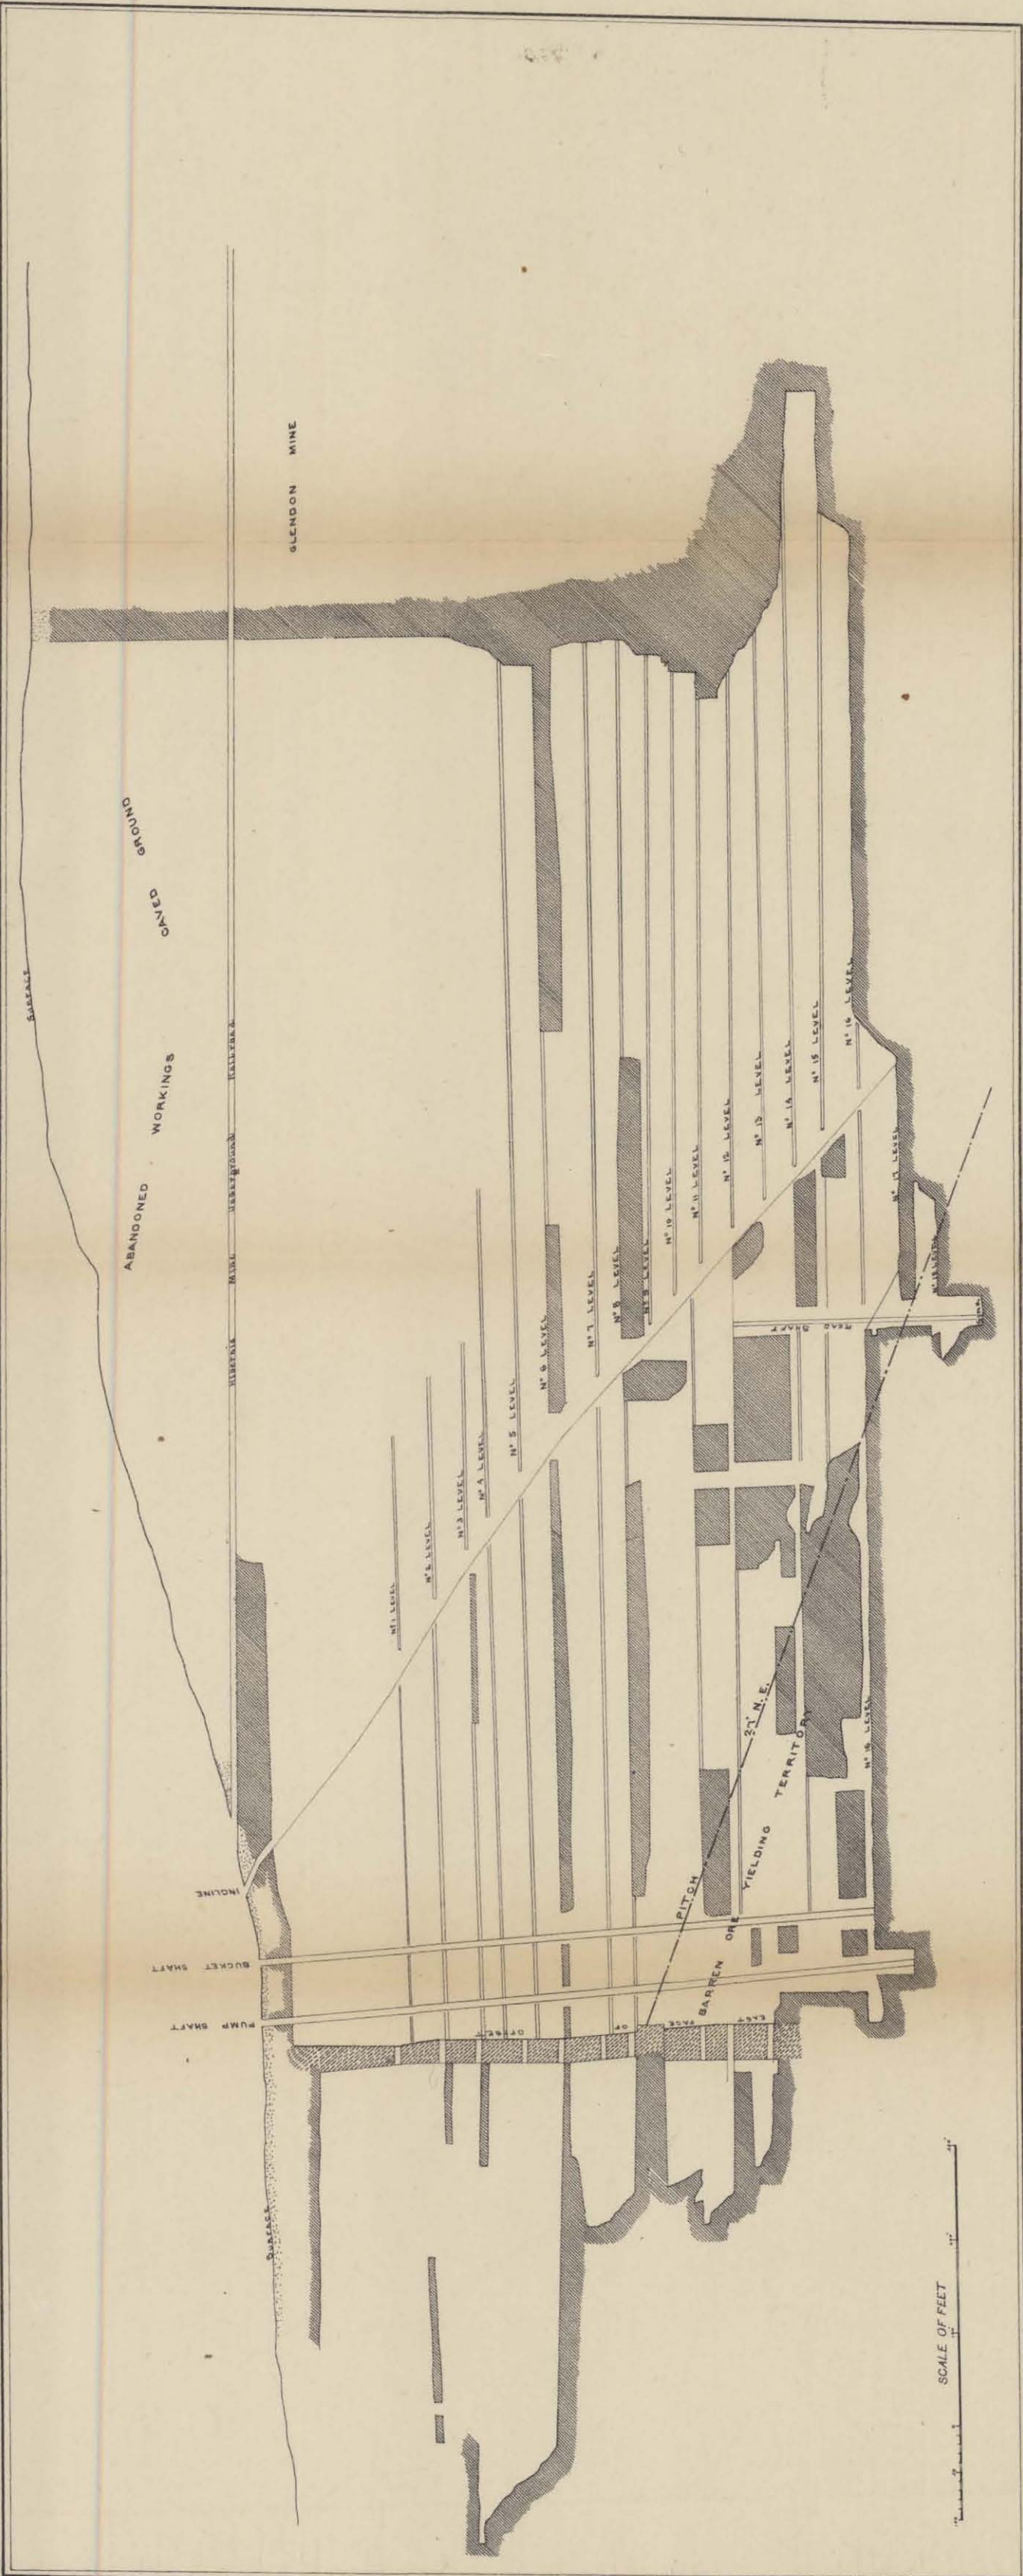 SURFACE
ABANDONED WORKINGS
CAVED GROUND
GLENDON MINE
HIBERNIA MINE UNDERGROUND RAILROAD
INCLINE
BUCKET SHAFT
PUMP SHAFT
SURFACE
Nº 1 LEVEL
Nº 2 LEVEL
Nº 3 LEVEL
Nº 4 LEVEL
Nº 5 LEVEL
Nº 6 LEVEL
Nº 7 LEVEL
Nº 8 LEVEL
Nº 9 LEVEL
Nº 10 LEVEL
Nº 11 LEVEL
Nº 12 LEVEL
Nº 13 LEVEL
Nº 14 LEVEL
Nº 15 LEVEL
Nº 16 LEVEL
Nº 17 LEVEL
Nº 18 LEVEL
SHAFT
Nº 16 LEVEL
EAST FACE OF OFFSET
PITCH N.E.
BARREN ORE YIELDING TERRITORY
SCALE OF FEET